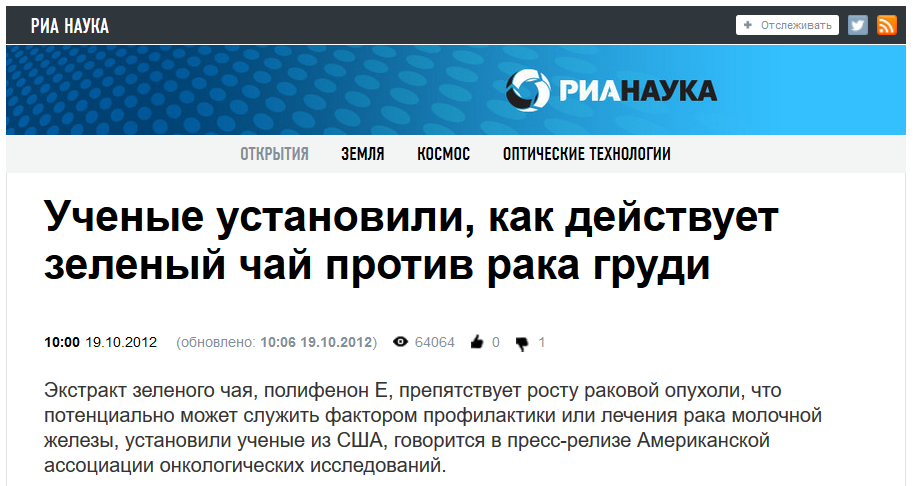 РИА НАУКА
+ Отслеживать
РИАНАУКА
ОТКРЫТИЯ ЗЕМЛЯ КОСМОС ОПТИЧЕСКИЕ ТЕХНОЛОГИИ
Ученые установили, как действует
зеленый чай против рака груди
10:00 19.10.2012 (обновлено: 10:06 19.10.2012) 64064 0 1
Экстракт зеленого чая, полифенон Е, препятствует росту раковой опухоли, что
потенциально может служить фактором профилактики или лечения рака молочной
железы, установили ученые из США, говорится в пресс-релизе Американской
ассоциации онкологических исследований.